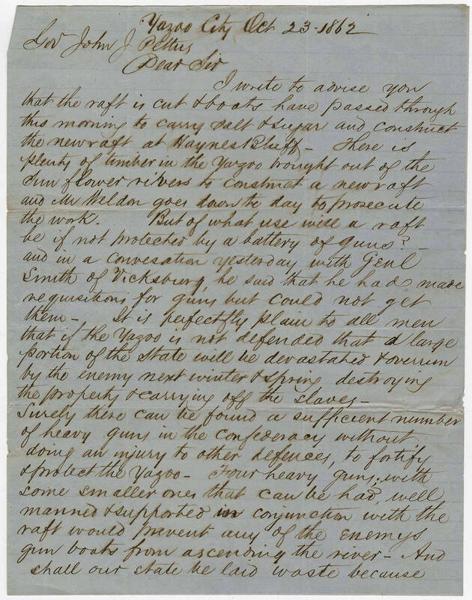 Yazoo City Oct 23 1862
Gov John J Pettus
Dear Sir
I write to advise you
that the raft is cut & boats have passed through
this morning to carry salt & sugar and construct
the new raft at Haynes Bluff - There is
plenty of timber in the Yazoo brought out of the
Sun flower rivers to construct a new raft
and Mr Weldon goes down to day to prosecute
the work. But of what use will a raft
be if not protected by a battery of guns? -
and in a convesation yesterday with Genl
Smith of Vicksburg, he said that he had made
requisitions for guns but could not get
them - It is perfectly plain to all men
that if the Yazoo is not defended that a large
portion of the State will be devastated & overrun
by the enemy next winter & spring destroying
the property & carrying off the slaves -
Surely there can be found a sufficient number
of heavy guns in the confederacy without
doing an injury to other defences, to fortify
& protect the Yazoo - Four heavy guns, with
some smaller ones that can be had well
manned & supported in conjunction with the
raft would prevent any of the enemys
gun boats from ascending the river - And
shall our state be laid waste because